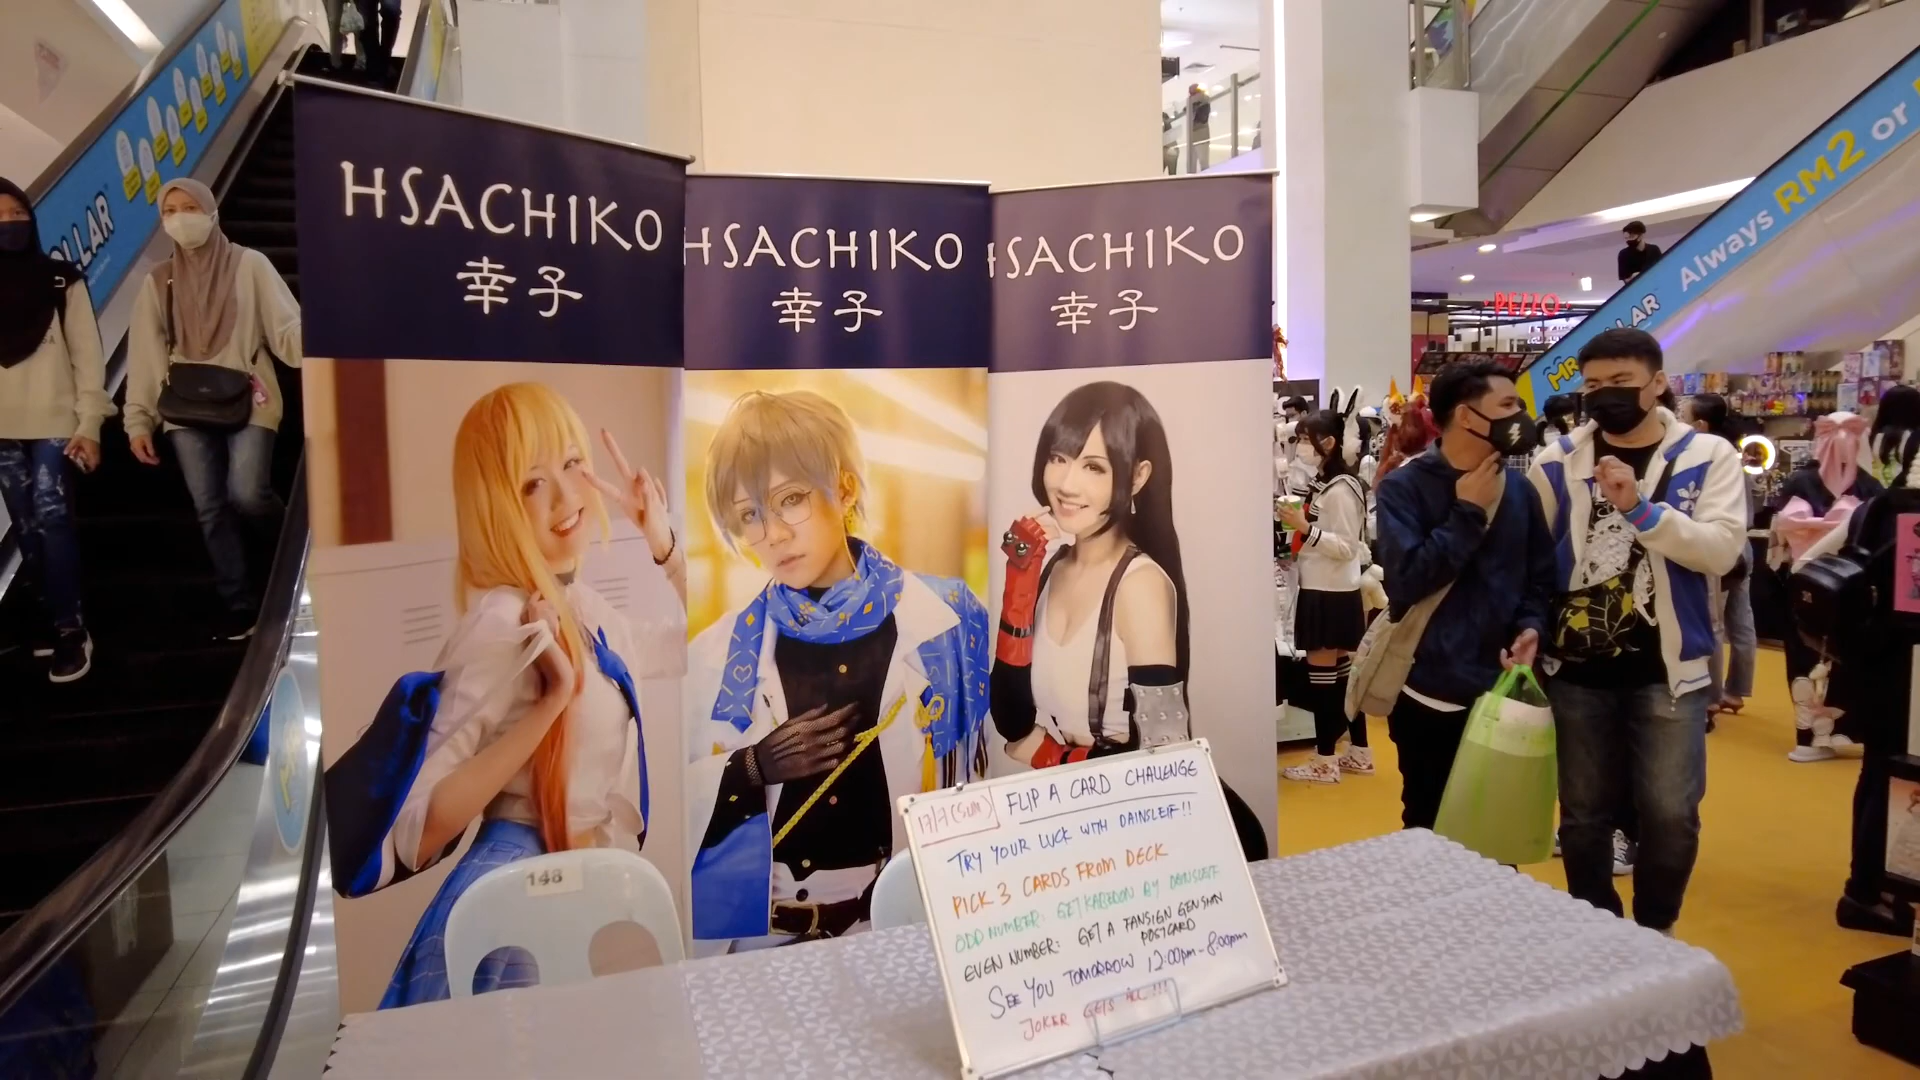 HSACHIKO
幸子
HSACHIKO
幸子
HSACHIKO
幸子
17/7 (SUN) FLIP A CARD CHALLENGE
TRY YOUR LUCK WITH DAINSLEIF!!
PICK 3 CARDS FROM DECK
ODD NUMBER: GET KABEDON BY DAINSLEIF
EVEN NUMBER: GET A FANSIGN GENSHIN
POSTCARD
SEE YOU TOMORROW 12:00pm-8:00pm
JOKER GETS ALL!!!
148
OLLAR
Always RM2 or
MR
LLAR